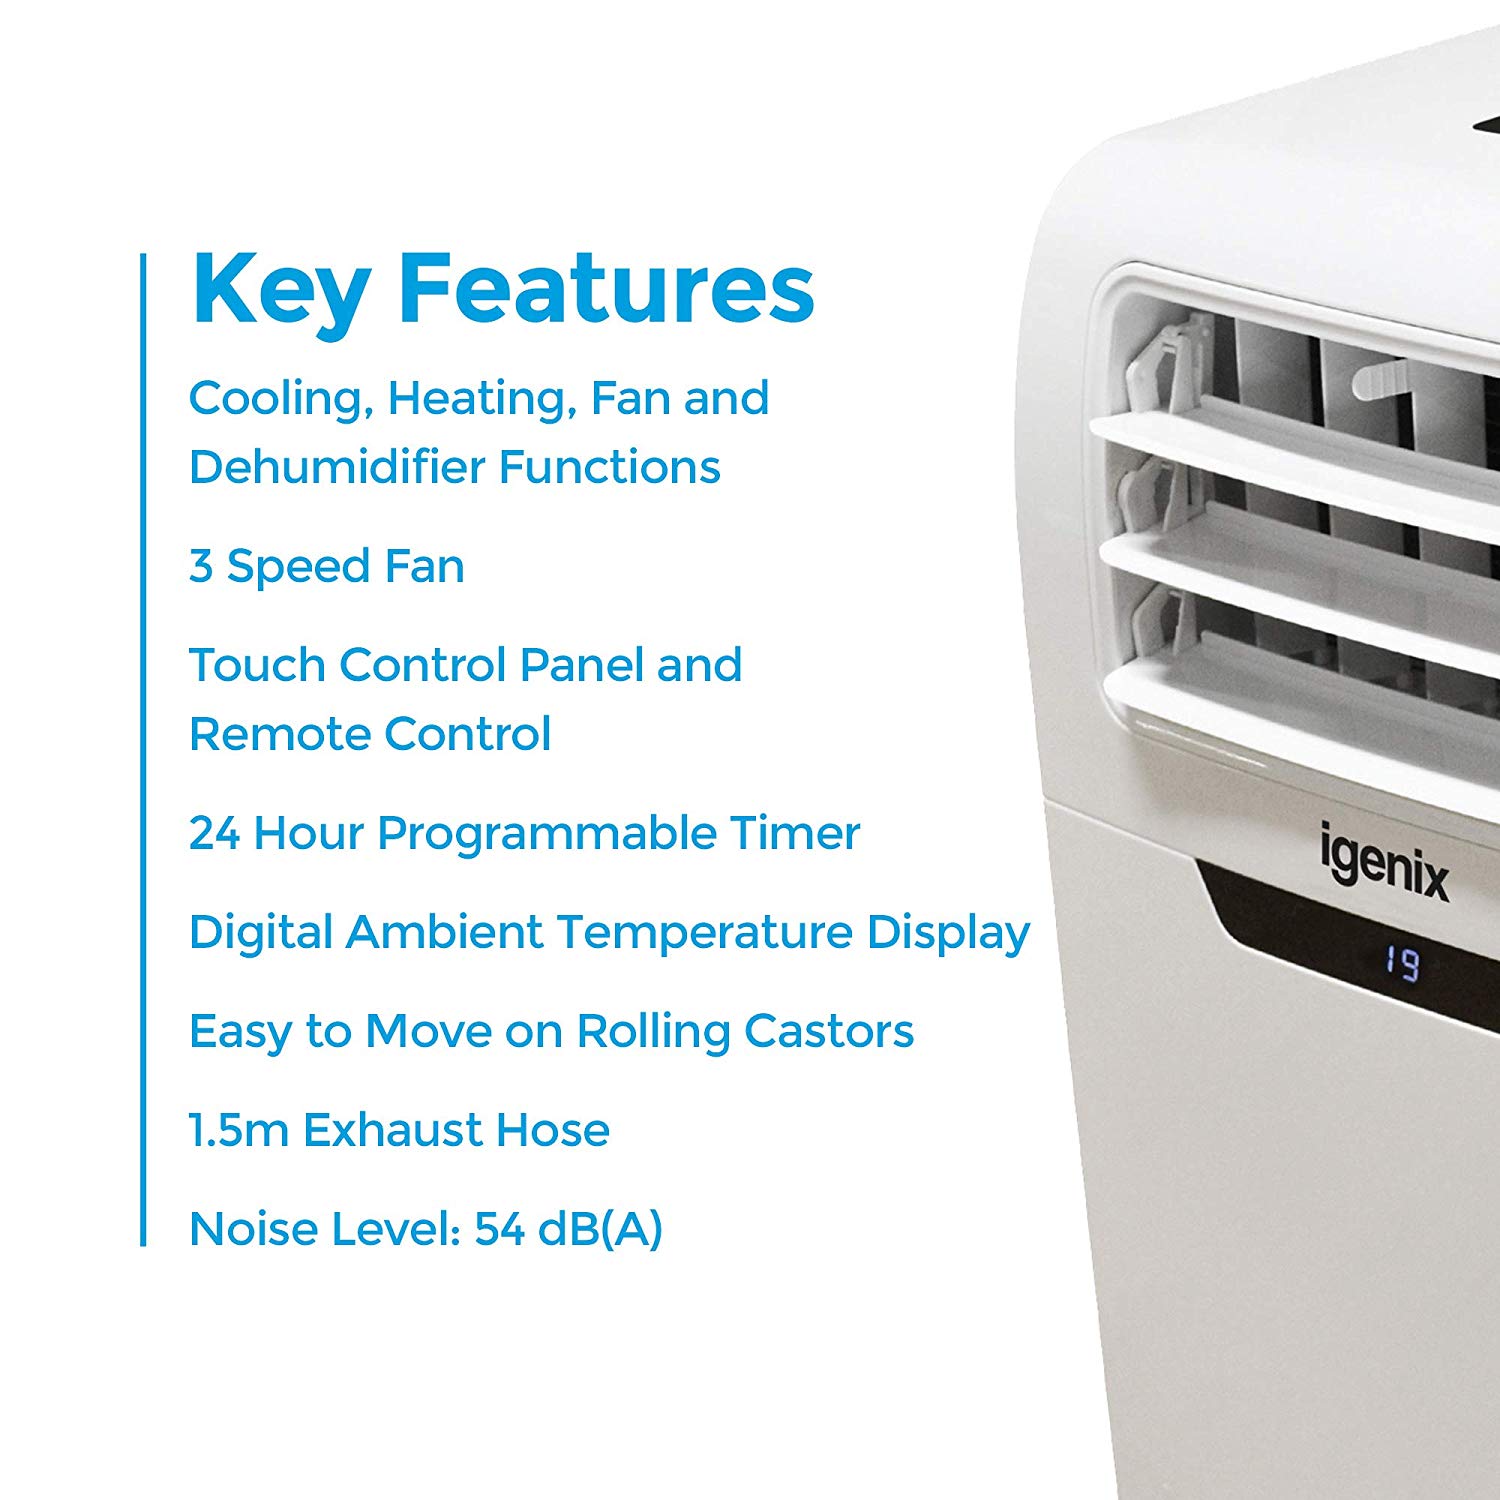 Key Features
Cooling, Heating, Fan and
Dehumidifier Functions
3 Speed Fan
Touch Control Panel and
Remote Control
24 Hour Programmable Timer
Digital Ambient Temperature Display
Easy to Move on Rolling Castors
1.5m Exhaust Hose
Noise Level: 54 dB(A)
igenix
19